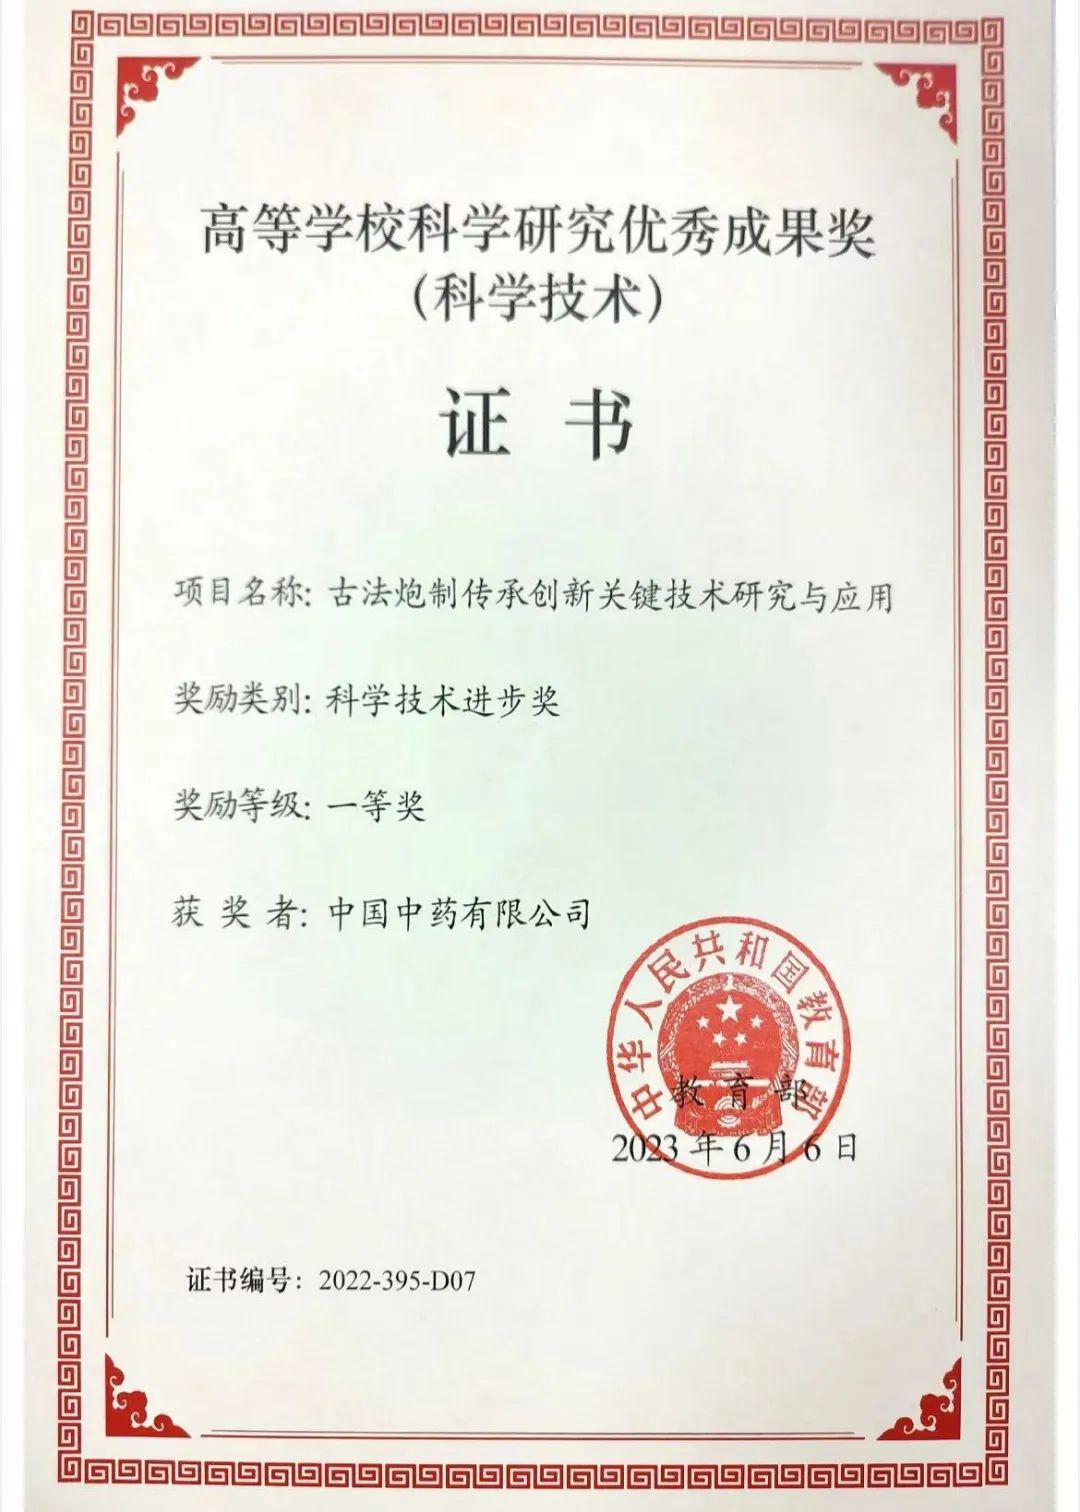 高等学校科学研究优秀成果奖
（科学技术）
证 书
项目名称: 古法炮制传承创新关键技术研究与应用
奖励类别: 科学技术进步奖
奖励等级: 一等奖
获 奖 者: 中国中药有限公司
中华人民共和国教育部
教 育 部
2023 年 6 月 6 日
证书编号：2022-395-D07